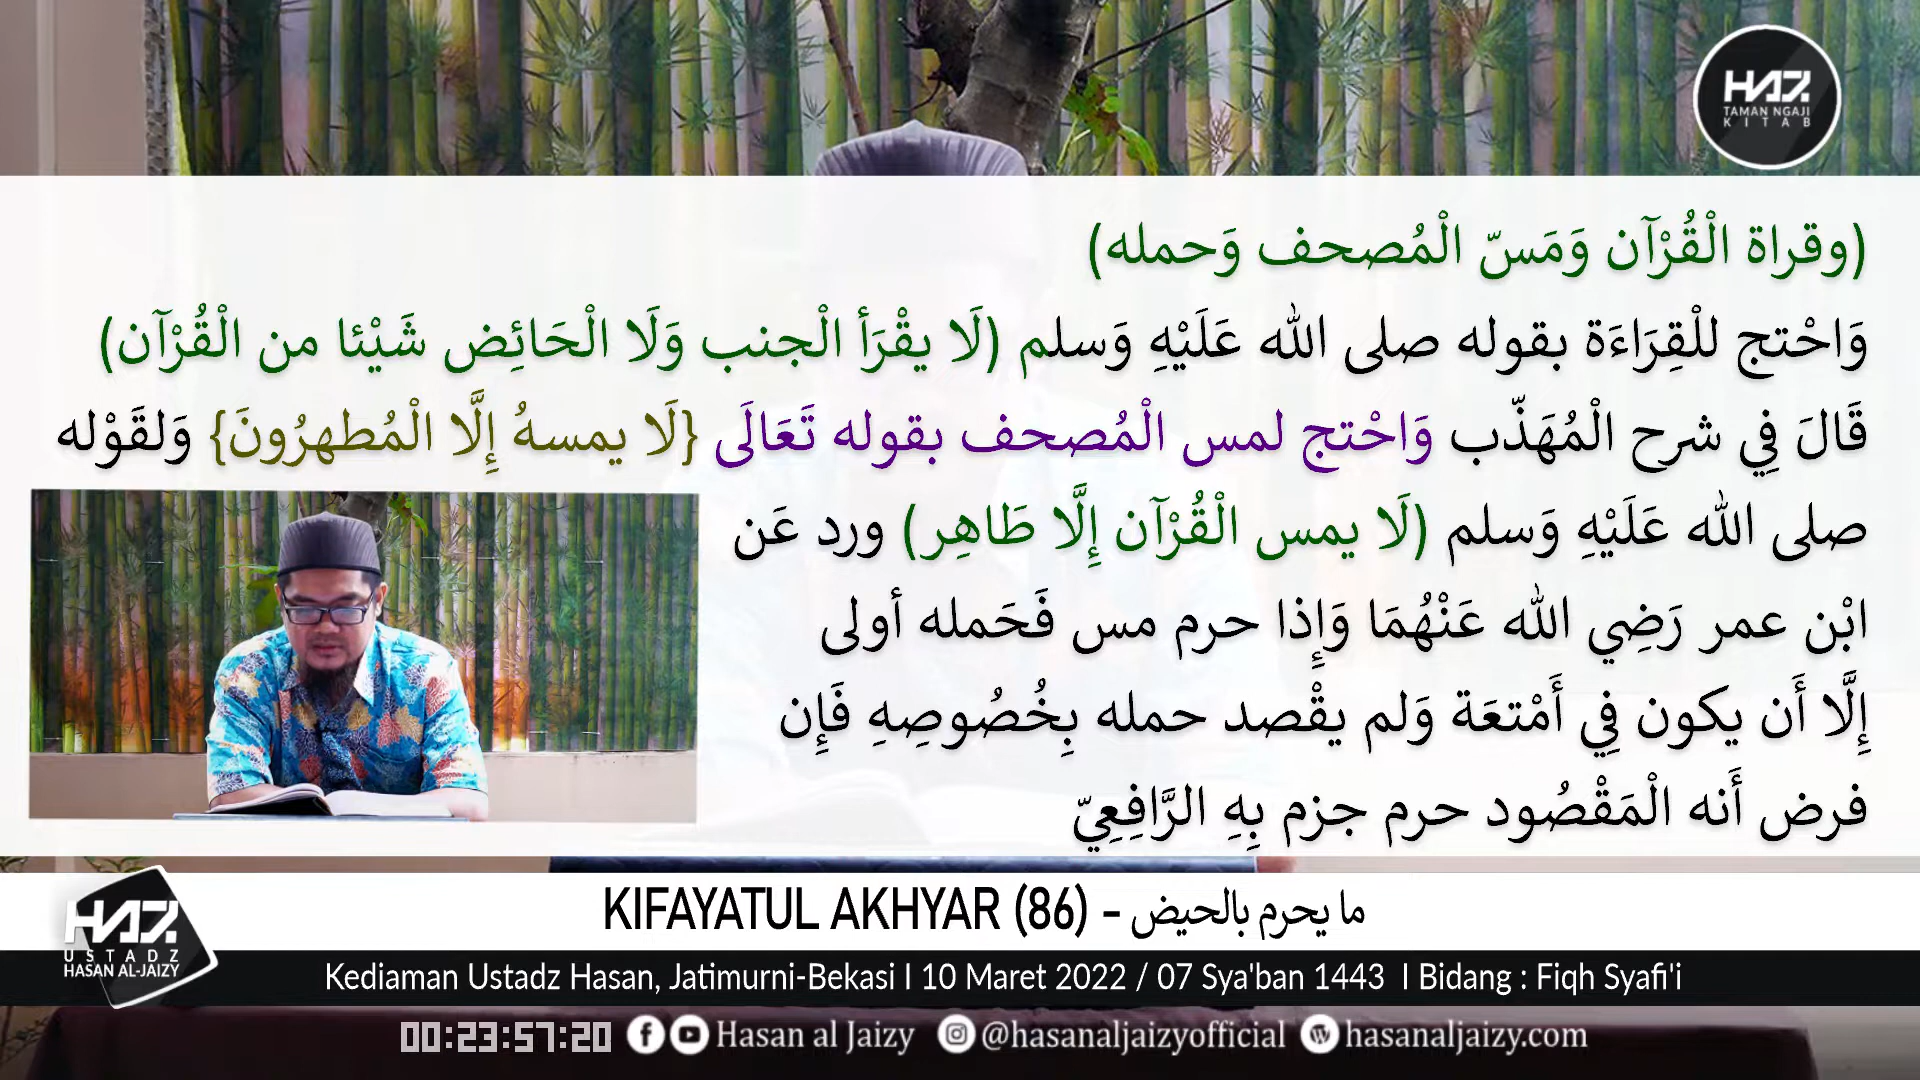 HAZI
TAMAN NGAJI
KITAB
(وقراة الْقُرْآن وَمَسّ الْمُصحف وَحمله)
وَاحْتج للْقِرَاءَة بقوله صلى الله عَلَيْهِ وَسلم (لَا يقْرَأ الْجنب وَلَا الْحَائِض شَيْئا من الْقُرْآن)
قَالَ فِي شرح الْمُهَذّب وَاحْتج لمس الْمُصحف بقوله تَعَالَى {لَا يمسهُ إِلَّا الْمُطهرُونَ} وَلقَوْله
صلى الله عَلَيْهِ وَسلم (لَا يمس الْقُرْآن إِلَّا طَاهِر) ورد عَن
ابْن عمر رَضِي الله عَنْهُمَا وَإِذا حرم مس فَحَمله أولى
إِلَّا أَن يكون فِي أَمْتعَة وَلم يقْصد حمله بِخُصُوصِهِ فَإِن
فرض أَنه الْمَقْصُود حرم جزم بِهِ الرَّافِعِيّ
KIFAYATUL AKHYAR (86) – ما يحرم بالحيض
HAZI
USTADZ
HASAN AL-JAIZY
Kediaman Ustadz Hasan, Jatimurni-Bekasi I 10 Maret 2022 / 07 Sya'ban 1443 I Bidang : Fiqh Syafi'i
00:23:57:20 Hasan al Jaizy @hasanaljaizyofficial hasanaljaizy.com